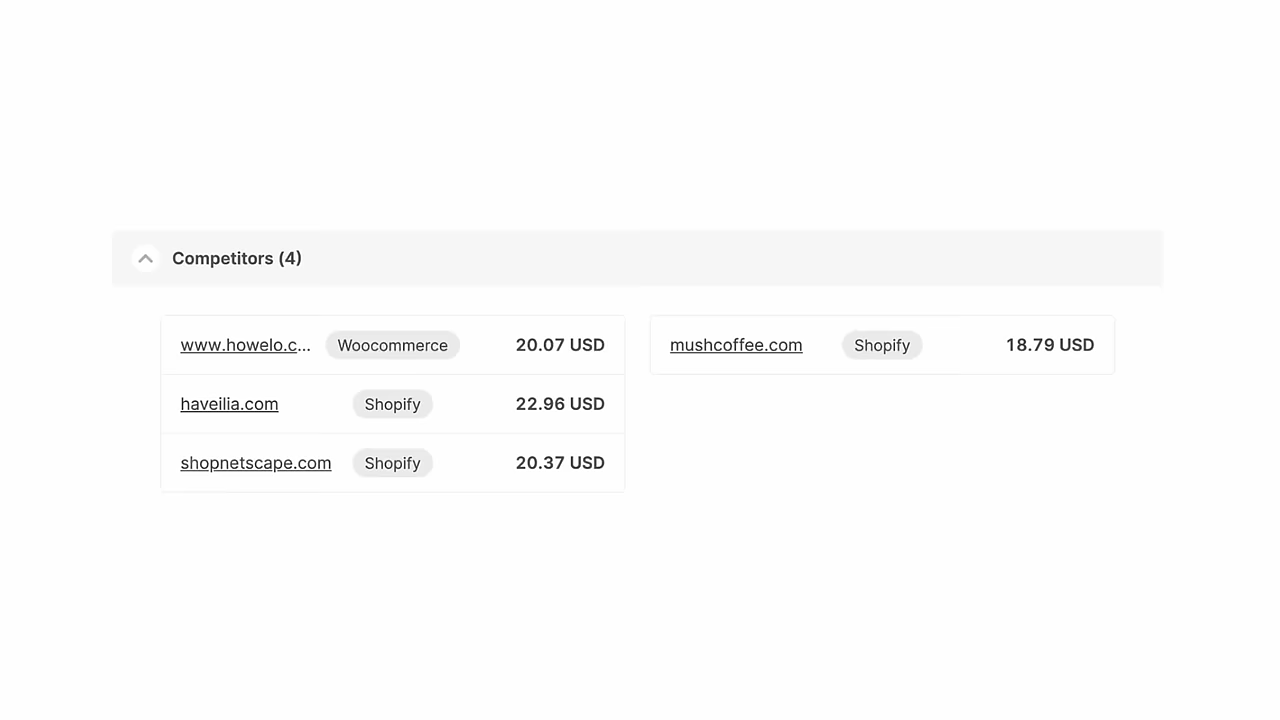 Competitors (4)
www.howelo.c... Woocommerce 20.07 USD
haveilia.com Shopify 22.96 USD
shopnetscape.com Shopify 20.37 USD
mushcoffee.com Shopify 18.79 USD